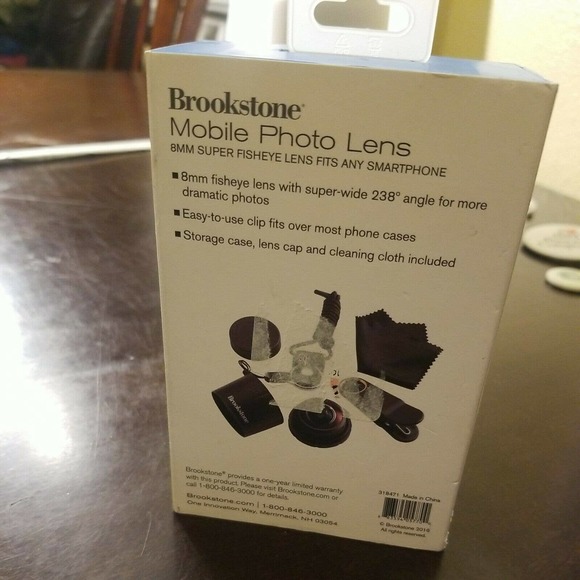 Brookstone®
Mobile Photo Lens
8MM SUPER FISHEYE LENS FITS ANY SMARTPHONE
■ 8mm fisheye lens with super-wide 238° angle for more
dramatic photos
■ Easy-to-use clip fits over most phone cases
■ Storage case, lens cap and cleaning cloth included
Brookstone
Brookstone® provides a one-year limited warranty
with this product. Please visit Brookstone.com or
call 1-800-846-3000 for details.
Brookstone.com | 1-800-846-3000
One Innovation Way, Merrimack, NH 03054
318471 Made in China
© Brookstone 2016
All rights reserved.